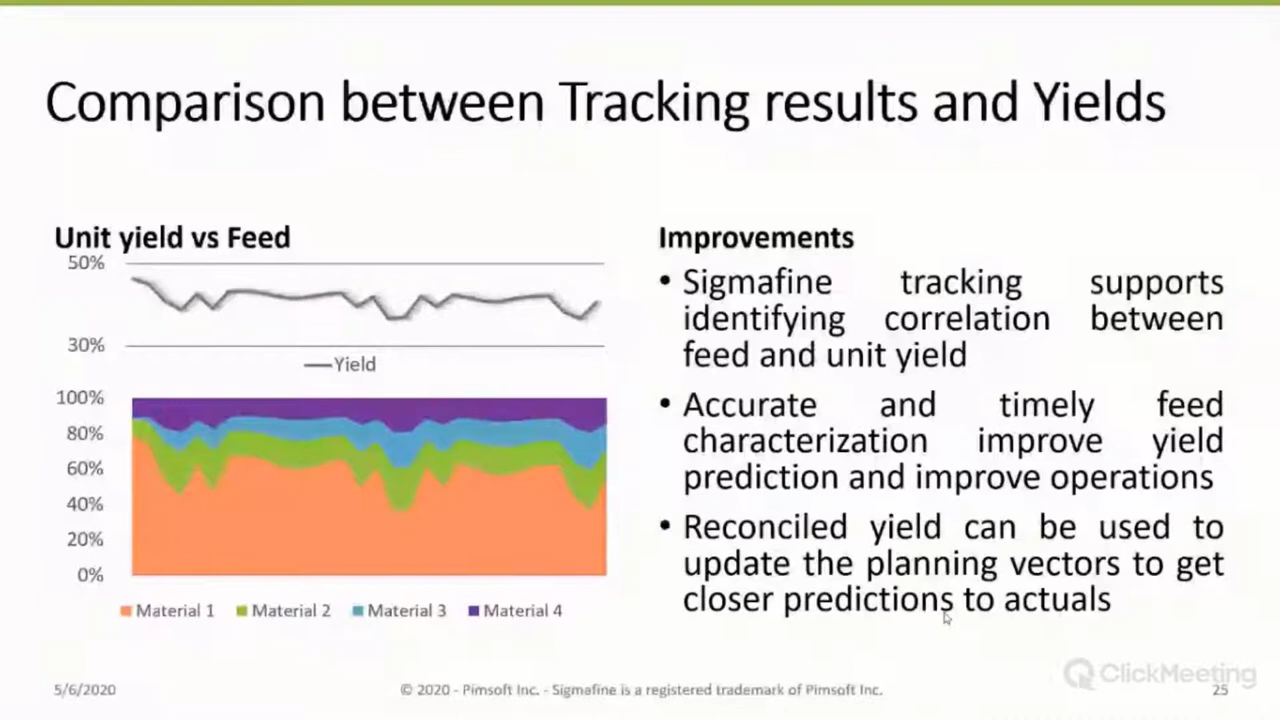 Comparison between Tracking results and Yields
Unit yield vs Feed
50%
30%
Yield
100%
80%
60%
40%
20%
0%
Material 1 Material 2 Material 3 Material 4
Improvements
• Sigmafine tracking supports
identifying correlation between
feed and unit yield
• Accurate and timely feed
characterization improve yield
prediction and improve operations
• Reconciled yield can be used to
update the planning vectors to get
closer predictions to actuals
ClickMeeting
5/6/2020 © 2020 - Pimsoft Inc. - Sigmafine is a registered trademark of Pimsoft Inc. 25